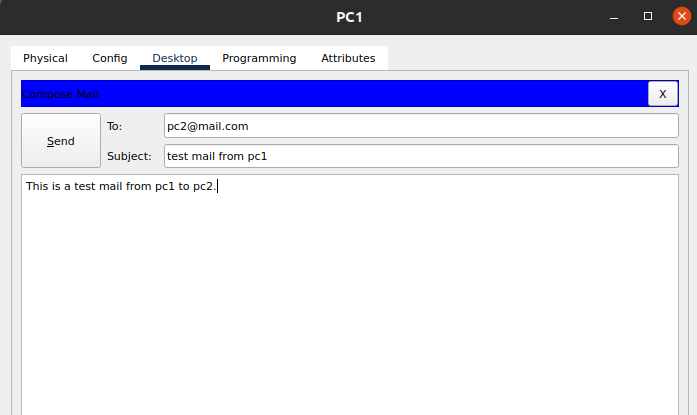 PC1
Physical Config Desktop Programming Attributes
Compose Mail
X
Send
To: pc2@mail.com
Subject: test mail from pc1
This is a test mail from pc1 to pc2.